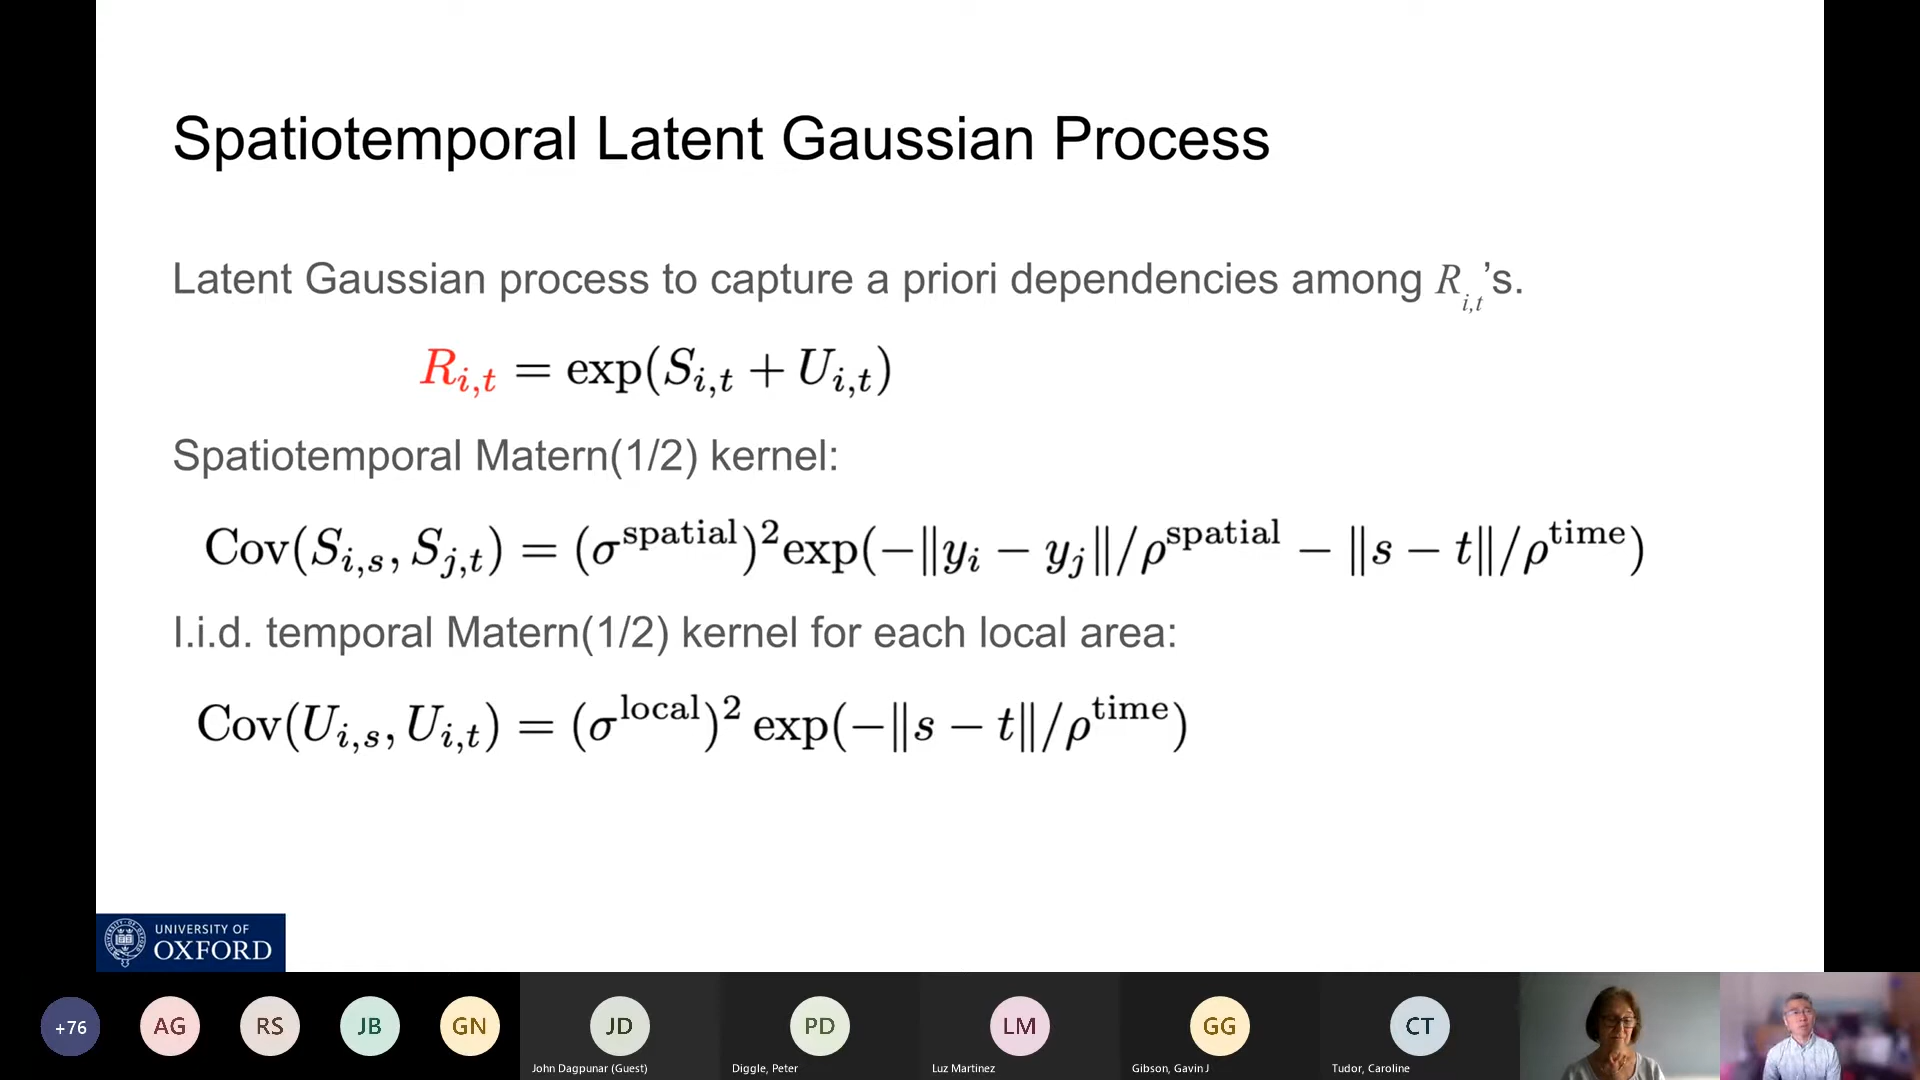 Spatiotemporal Latent Gaussian Process
Latent Gaussian process to capture a priori dependencies among R_{i,t}'s.
R_{i,t} = exp(S_{i,t} + U_{i,t})
Spatiotemporal Matern(1/2) kernel:
Cov(S_{i,s}, S_{j,t}) = (σ^{spatial})^2 exp(−‖y_i − y_j‖/ρ^{spatial} − ‖s − t‖/ρ^{time})
I.i.d. temporal Matern(1/2) kernel for each local area:
Cov(U_{i,s}, U_{i,t}) = (σ^{local})^2 exp(−‖s − t‖/ρ^{time})
UNIVERSITY OF
OXFORD
+76 AG RS JB GN JD PD LM GG CT
John Dagpunar (Guest) Diggle, Peter Luz Martinez Gibson, Gavin J Tudor, Caroline